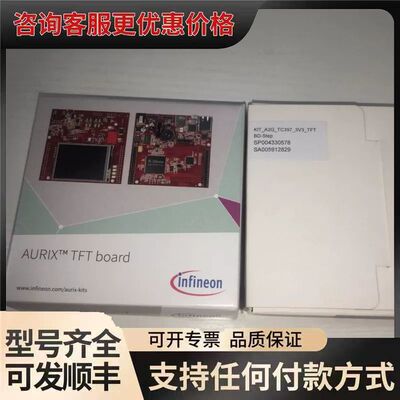 咨询客服更优惠价格
KIT_A2G_TC397_3V3_TFT
BD-Step
SP004330578
SA005912829
AURIX™ TFT board
www.infineon.com/aurix-kits
infineon
型号齐全
可发顺丰
可开专票 品质保证
支持任何付款方式